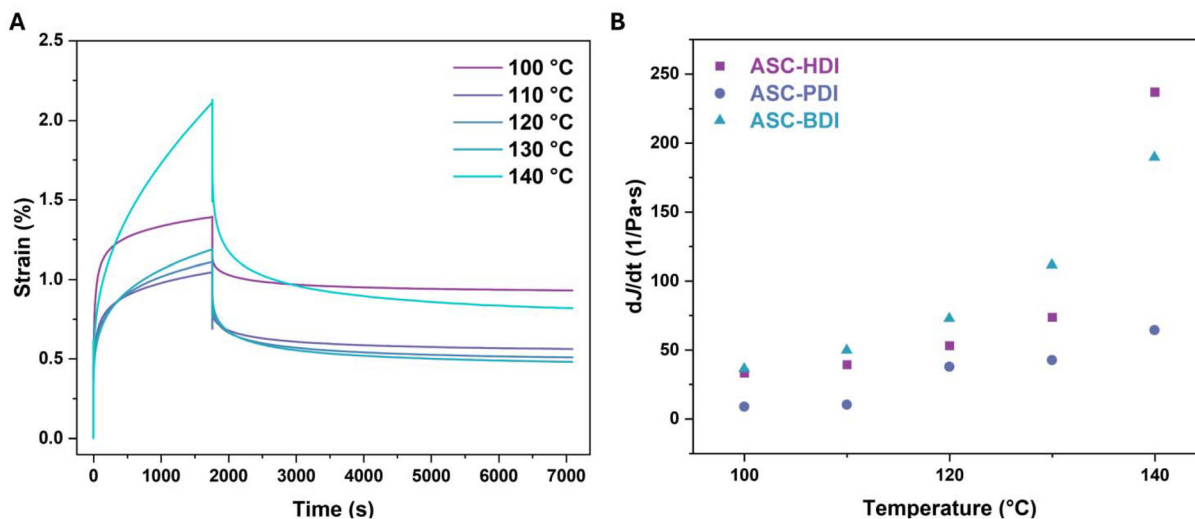 A
2.5
2.0
1.5
1.0
0.5
0.0
Strain (%)
100 °C
110 °C
120 °C
130 °C
140 °C
0 1000 2000 3000 4000 5000 6000 7000
Time (s)
B
250
200
150
100
50
0
dJ/dt (1/Pa•s)
ASC-HDI
ASC-PDI
ASC-BDI
100 120 140
Temperature (°C)